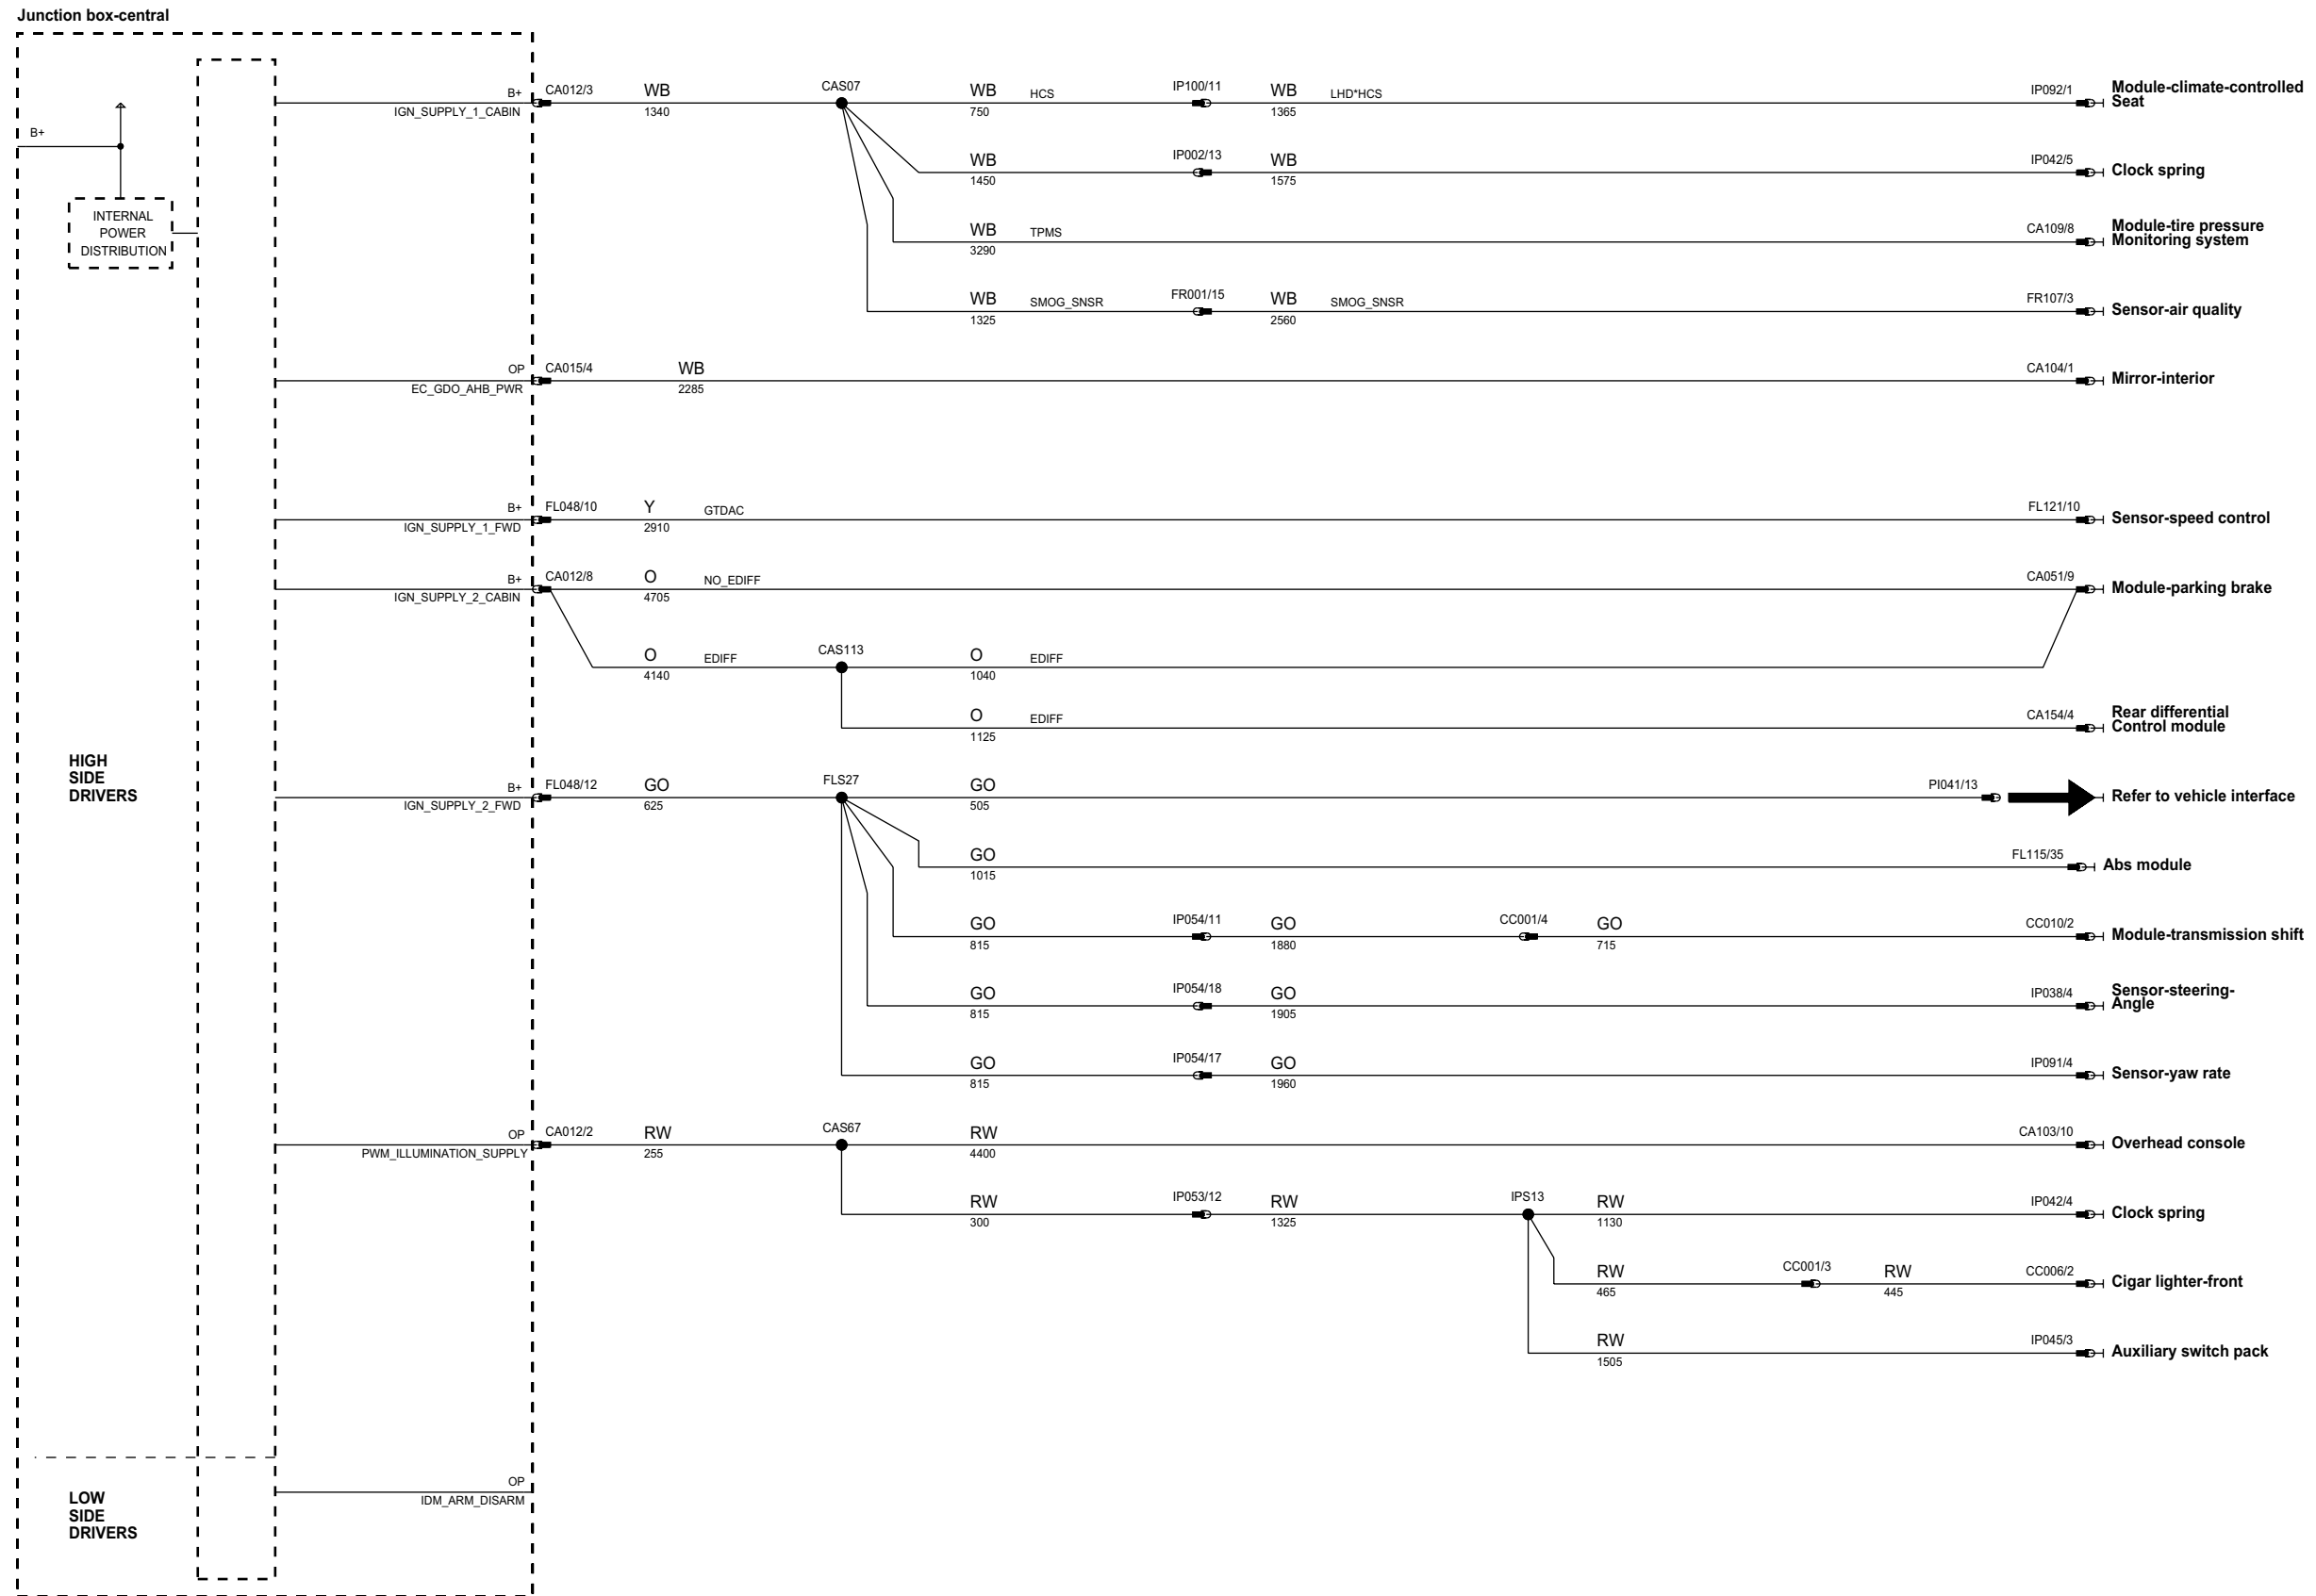 Junction box-central
B+
INTERNAL
POWER
DISTRIBUTION
HIGH
SIDE
DRIVERS
LOW
SIDE
DRIVERS
B+ CA012/3 WB CAS07 WB HCS IP100/11 WB LHD*HCS IP092/1 Module-climate-controlled
Seat
IGN_SUPPLY_1_CABIN 1340 750 1365
WB IP002/13 WB IP042/5 Clock spring
1450 1575
WB TPMS CA109/8 Module-tire pressure
Monitoring system
3290
WB SMOG_SNSR FR001/15 WB SMOG_SNSR FR107/3 Sensor-air quality
1325 2560
OP CA015/4 WB CA104/1 Mirror-interior
EC_GDO_AHB_PWR 2285
B+ FL048/10 Y GTDAC FL121/10 Sensor-speed control
IGN_SUPPLY_1_FWD 2910
B+ CA012/8 O NO_EDIFF CA051/9 Module-parking brake
IGN_SUPPLY_2_CABIN 4705
O EDIFF CAS113 O EDIFF
4140 1040
O EDIFF CA154/4 Rear differential
Control module
1125
B+ FL048/12 GO FLS27 GO PI041/13 Refer to vehicle interface
IGN_SUPPLY_2_FWD 625 505
GO FL115/35 Abs module
1015
GO IP054/11 GO CC001/4 GO CC010/2 Module-transmission shift
815 1880 715
GO IP054/18 GO IP038/4 Sensor-steering-
Angle
815 1905
GO IP054/17 GO IP091/4 Sensor-yaw rate
815 1960
OP CA012/2 RW CAS67 RW CA103/10 Overhead console
PWM_ILLUMINATION_SUPPLY 255 4400
RW IP053/12 RW IPS13 RW IP042/4 Clock spring
300 1325 1130
RW CC001/3 RW CC006/2 Cigar lighter-front
465 445
RW IP045/3 Auxiliary switch pack
1505
OP
IDM_ARM_DISARM